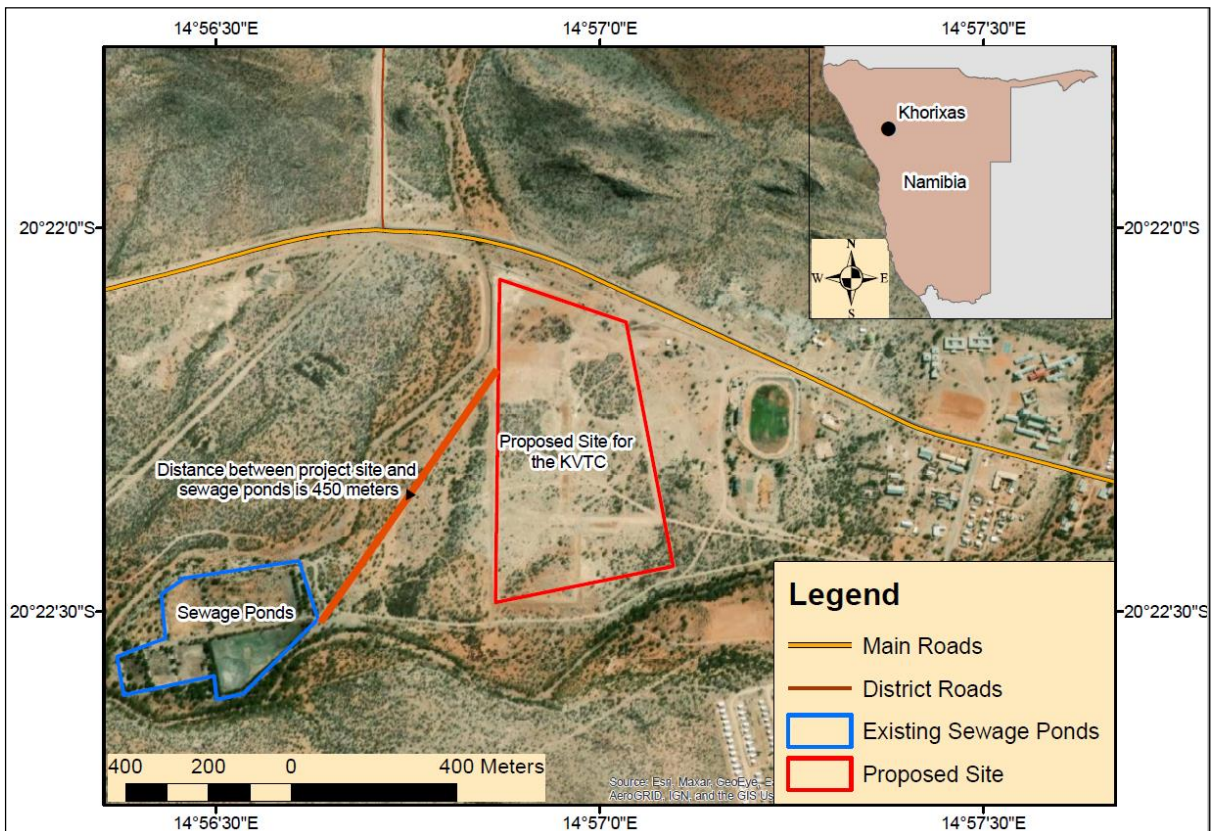 14°56'30"E
14°57'0"E
14°57'30"E
Khorixas
Namibia
20°22'0"S
20°22'0"S
N
W
E
S
Proposed Site for
the KVTC
Distance between project site and
sewage ponds is 450 meters
Sewage Ponds
20°22'30"S
20°22'30"S
Legend
Main Roads
District Roads
Existing Sewage Ponds
Proposed Site
400 200 0 400 Meters
Source: Esri, Maxar, GeoEye,
AeroGRID, IGN, and the GIS
14°56'30"E
14°57'0"E
14°57'30"E